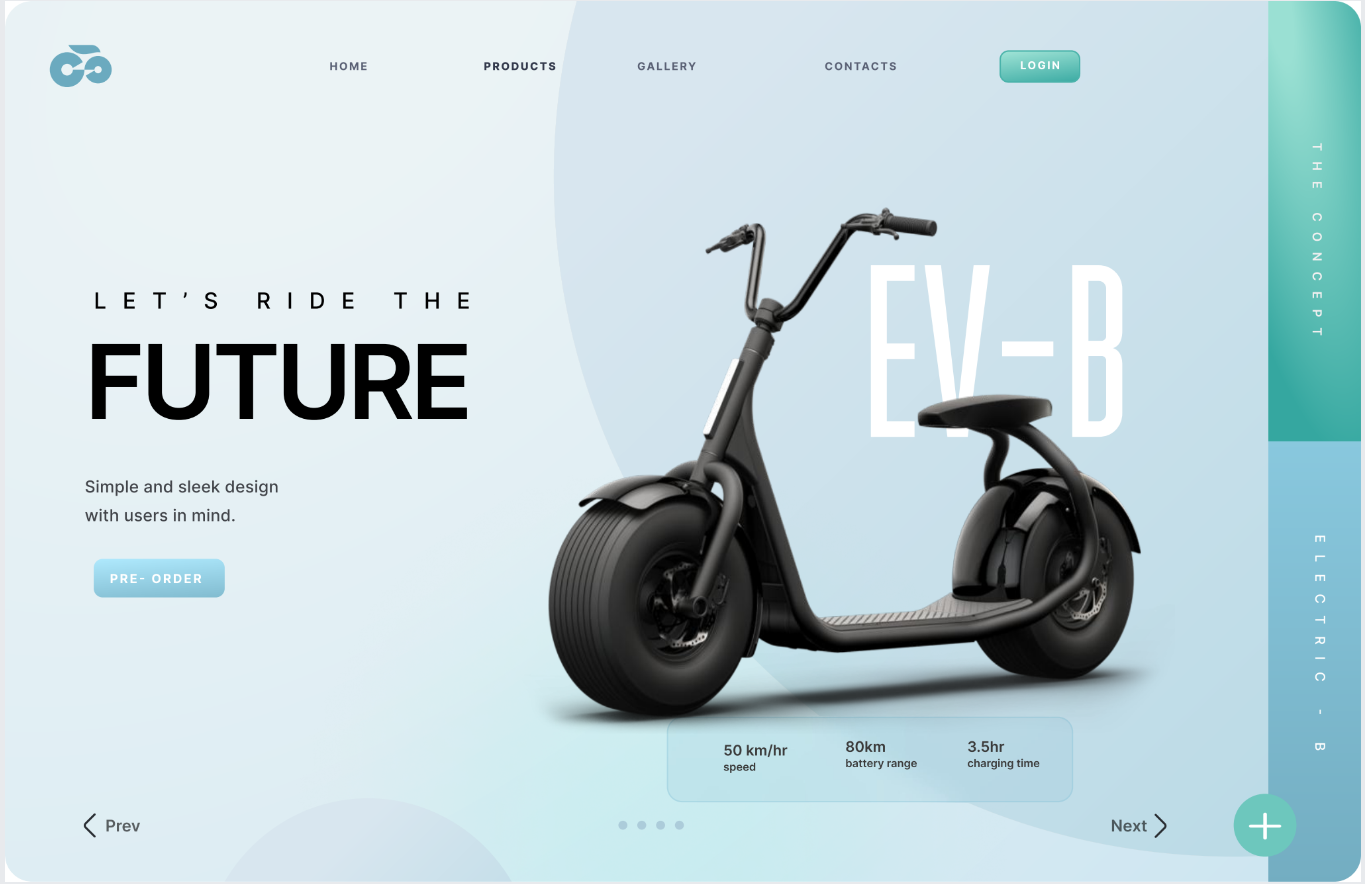 HOME
PRODUCTS
GALLERY
CONTACTS
LOGIN
THE CONCEPT
LET’S RIDE THE
FUTURE
EV-B
Simple and sleek design
with users in mind.
PRE- ORDER
ELECTRIC - B
50 km/hr
speed
80km
battery range
3.5hr
charging time
Prev
Next